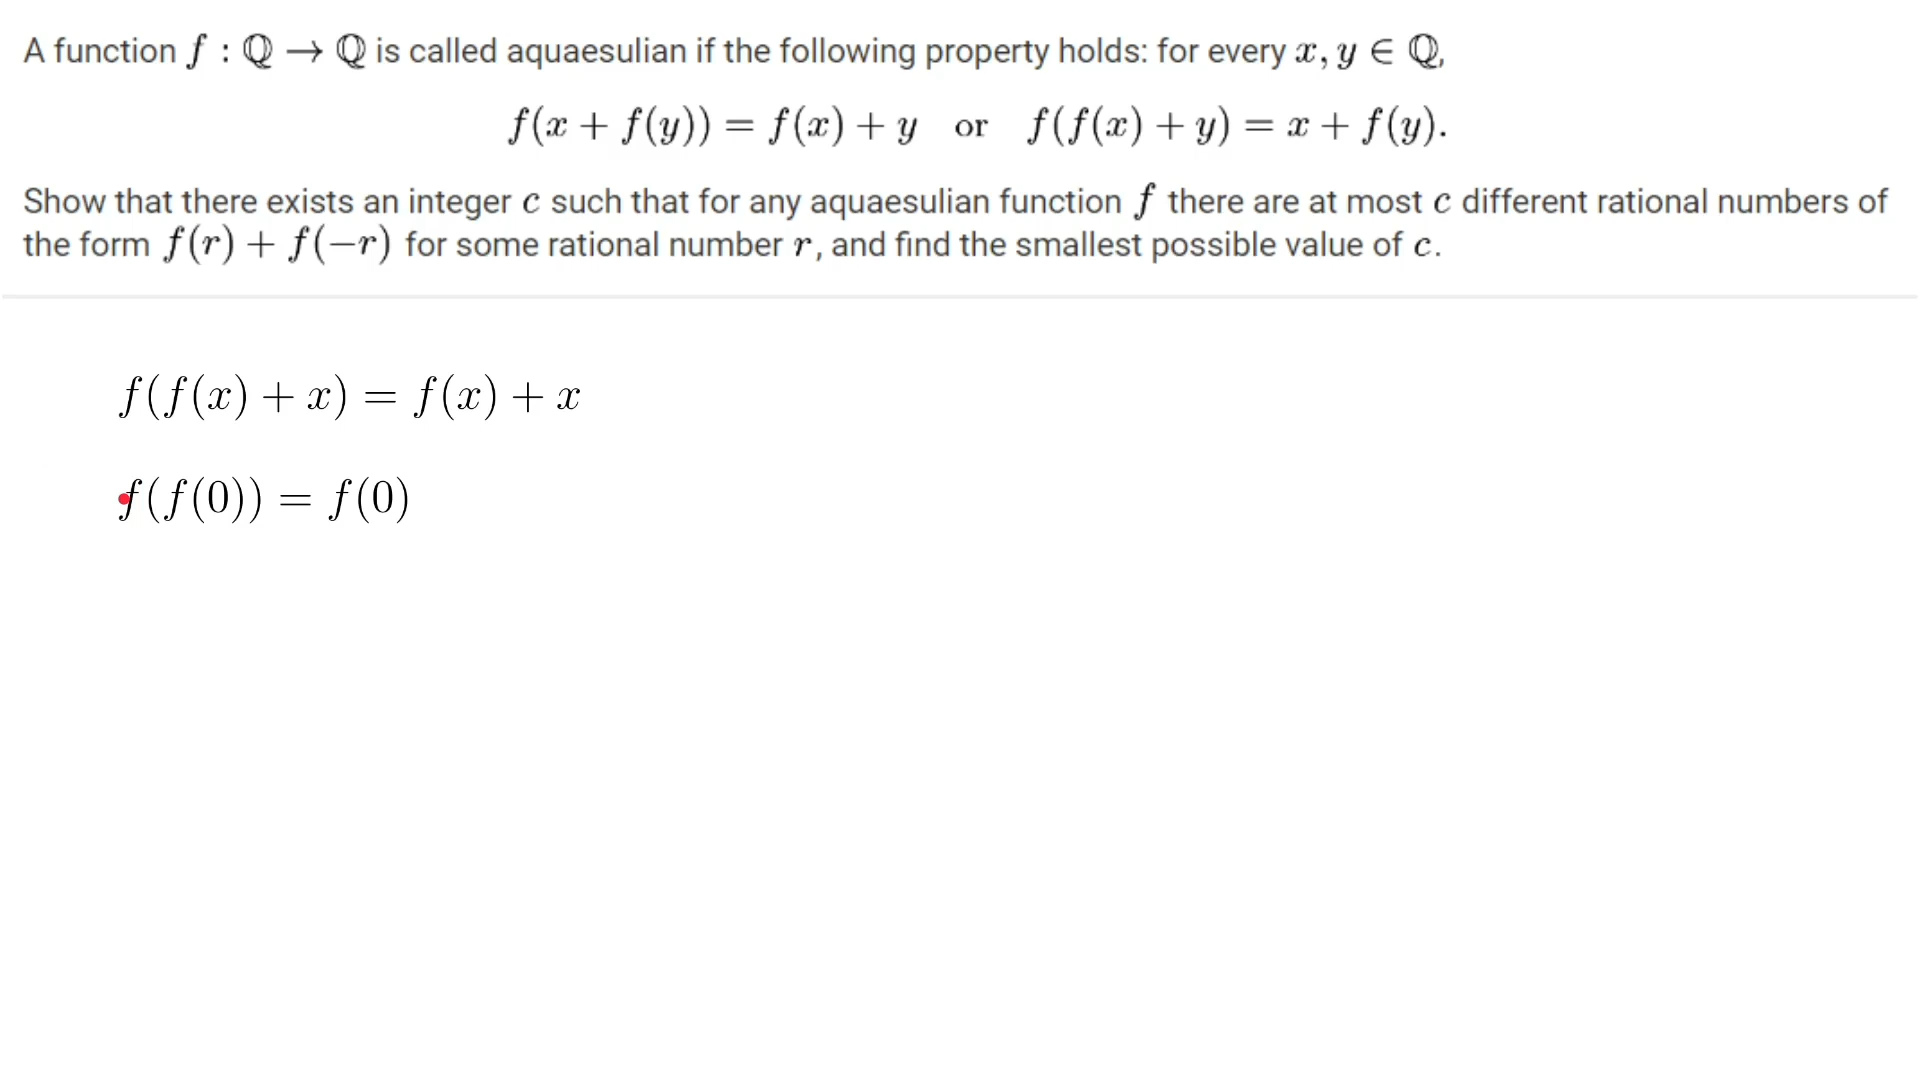 A function f : ℚ → ℚ is called aquaesulian if the following property holds: for every x, y ∈ ℚ,
f(x + f(y)) = f(x) + y or f(f(x) + y) = x + f(y).
Show that there exists an integer c such that for any aquaesulian function f there are at most c different rational numbers of
the form f(r) + f(−r) for some rational number r, and find the smallest possible value of c.
f(f(x) + x) = f(x) + x
f(f(0)) = f(0)